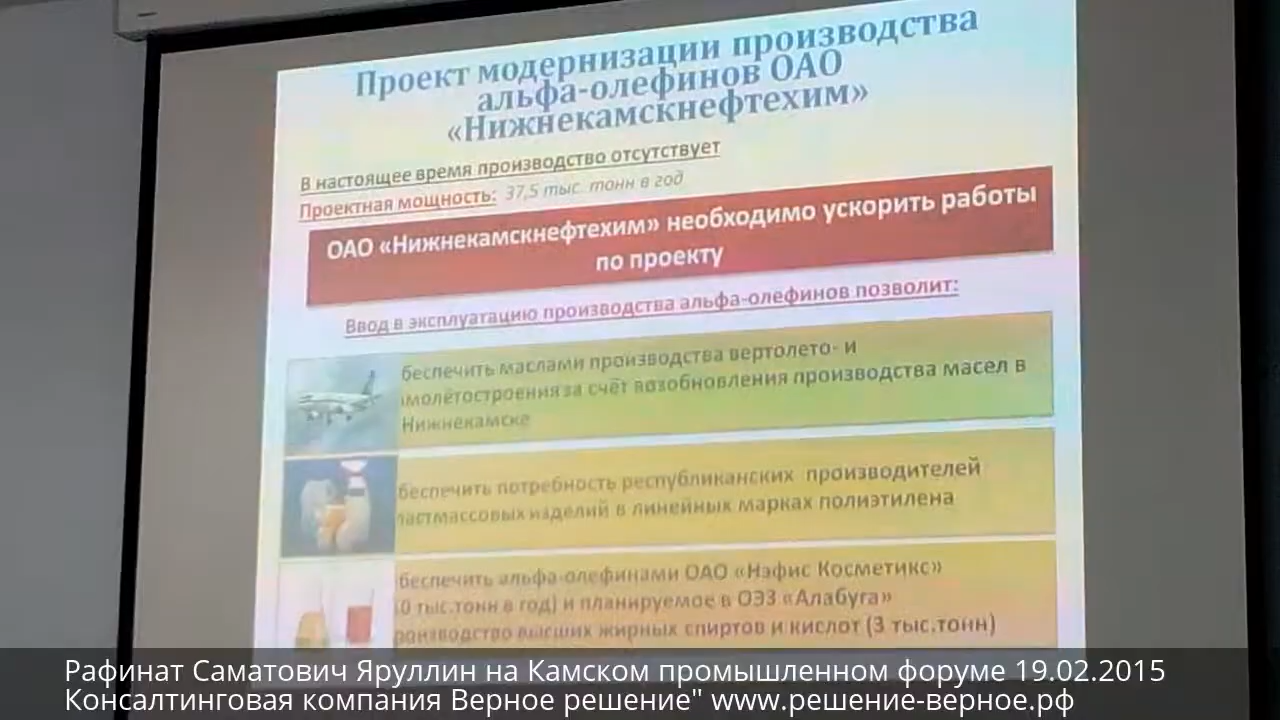 Проект модернизации производства
альфа-олефинов ОАО
«Нижнекамскнефтехим»
В настоящее время производство отсутствует
Проектная мощность: 37,5 тыс. тонн в год
ОАО «Нижнекамскнефтехим» необходимо ускорить работы
по проекту
Ввод в эксплуатацию производства альфа-олефинов позволит:
беспечить маслами производства вертолето- и
молётостроения за счёт возобновления производства масел в
Нижнекамске
беспечить потребность республиканских производителей
астмассовых изделий в линейных марках полиэтилена
беспечить альфа-олефинами ОАО «Нэфис Косметикс»
0 тыс.тонн в год) и планируемое в ОЭЗ «Алабуга»
роизводство высших жирных спиртов и кислот (3 тыс.тонн)
Рафинат Саматович Яруллин на Камском промышленном форуме 19.02.2015
Консалтинговая компания Верное решение" www.решение-верное.рф